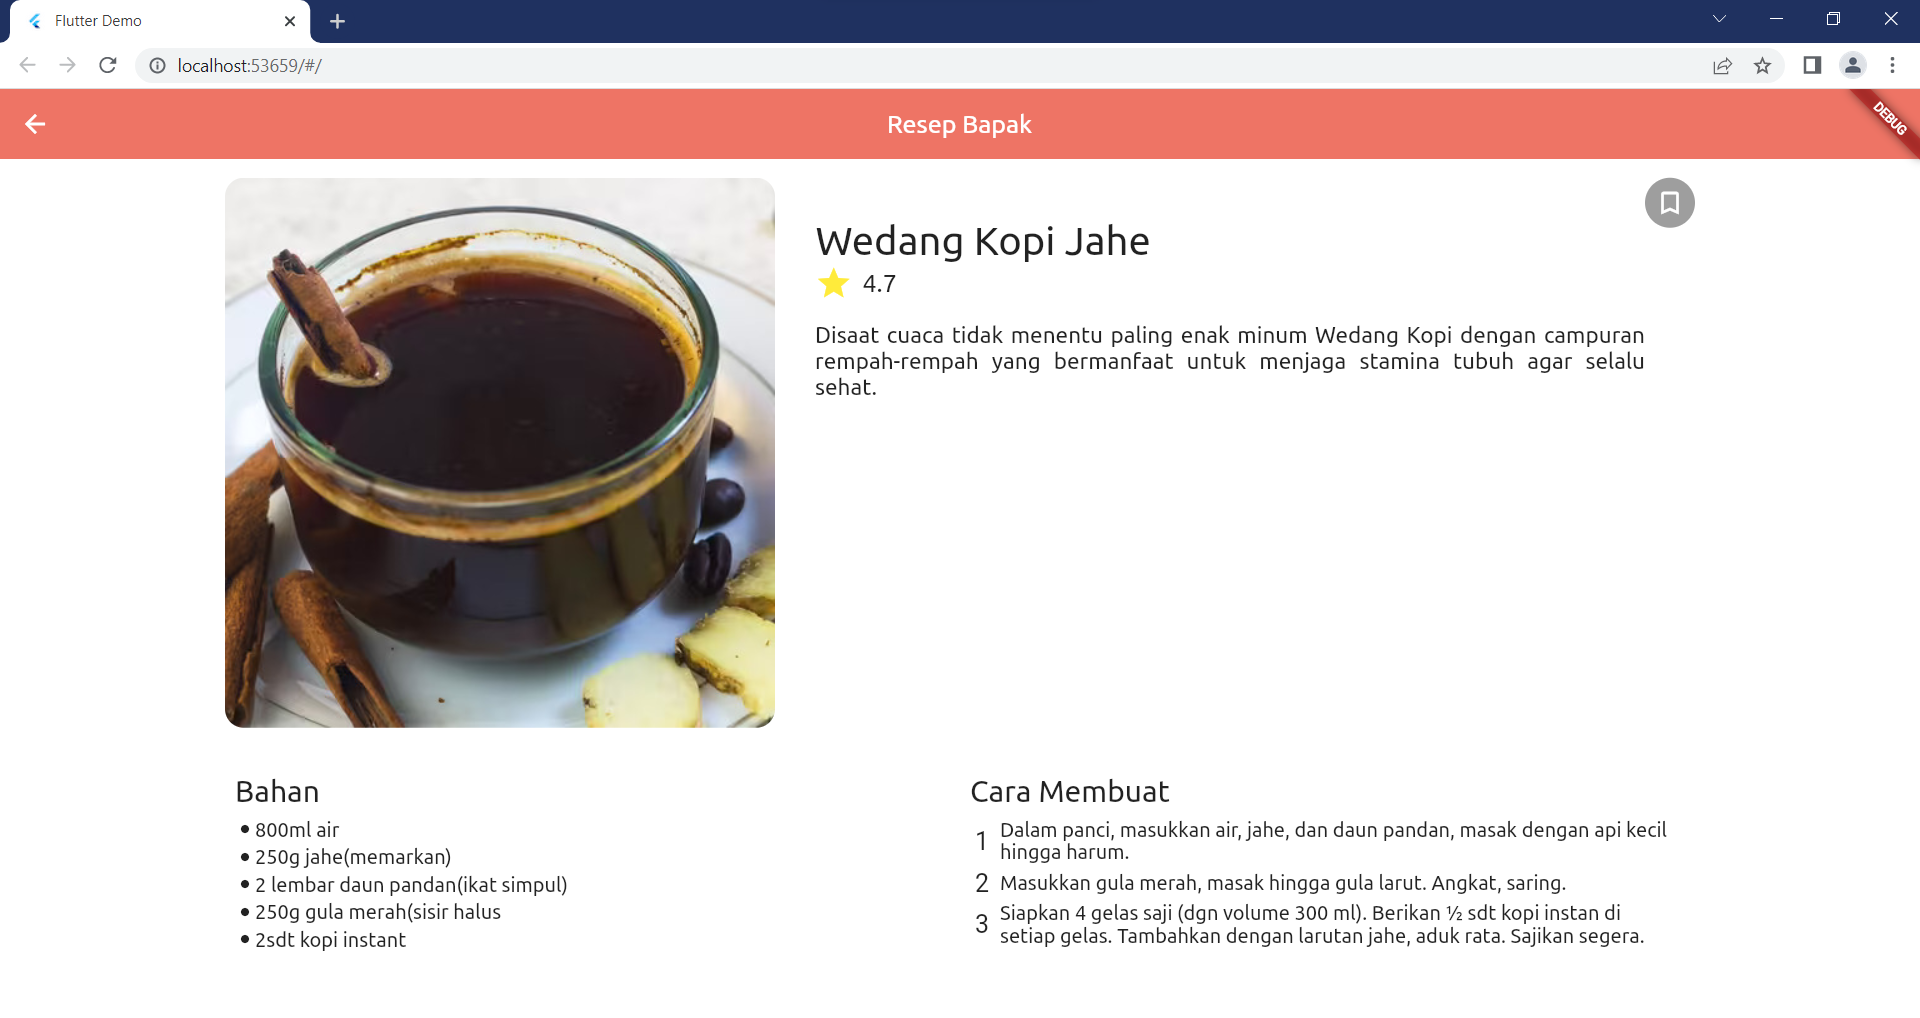 Flutter Demo
localhost:53659/#/
Resep Bapak
DEBUG
Wedang Kopi Jahe
4.7
Disaat cuaca tidak menentu paling enak minum Wedang Kopi dengan campuran
rempah-rempah yang bermanfaat untuk menjaga stamina tubuh agar selalu
sehat.
Bahan
• 800ml air
• 250g jahe(memarkan)
• 2 lembar daun pandan(ikat simpul)
• 250g gula merah(sisir halus
• 2sdt kopi instant
Cara Membuat
1 Dalam panci, masukkan air, jahe, dan daun pandan, masak dengan api kecil
hingga harum.
2 Masukkan gula merah, masak hingga gula larut. Angkat, saring.
3 Siapkan 4 gelas saji (dgn volume 300 ml). Berikan ½ sdt kopi instan di
setiap gelas. Tambahkan dengan larutan jahe, aduk rata. Sajikan segera.